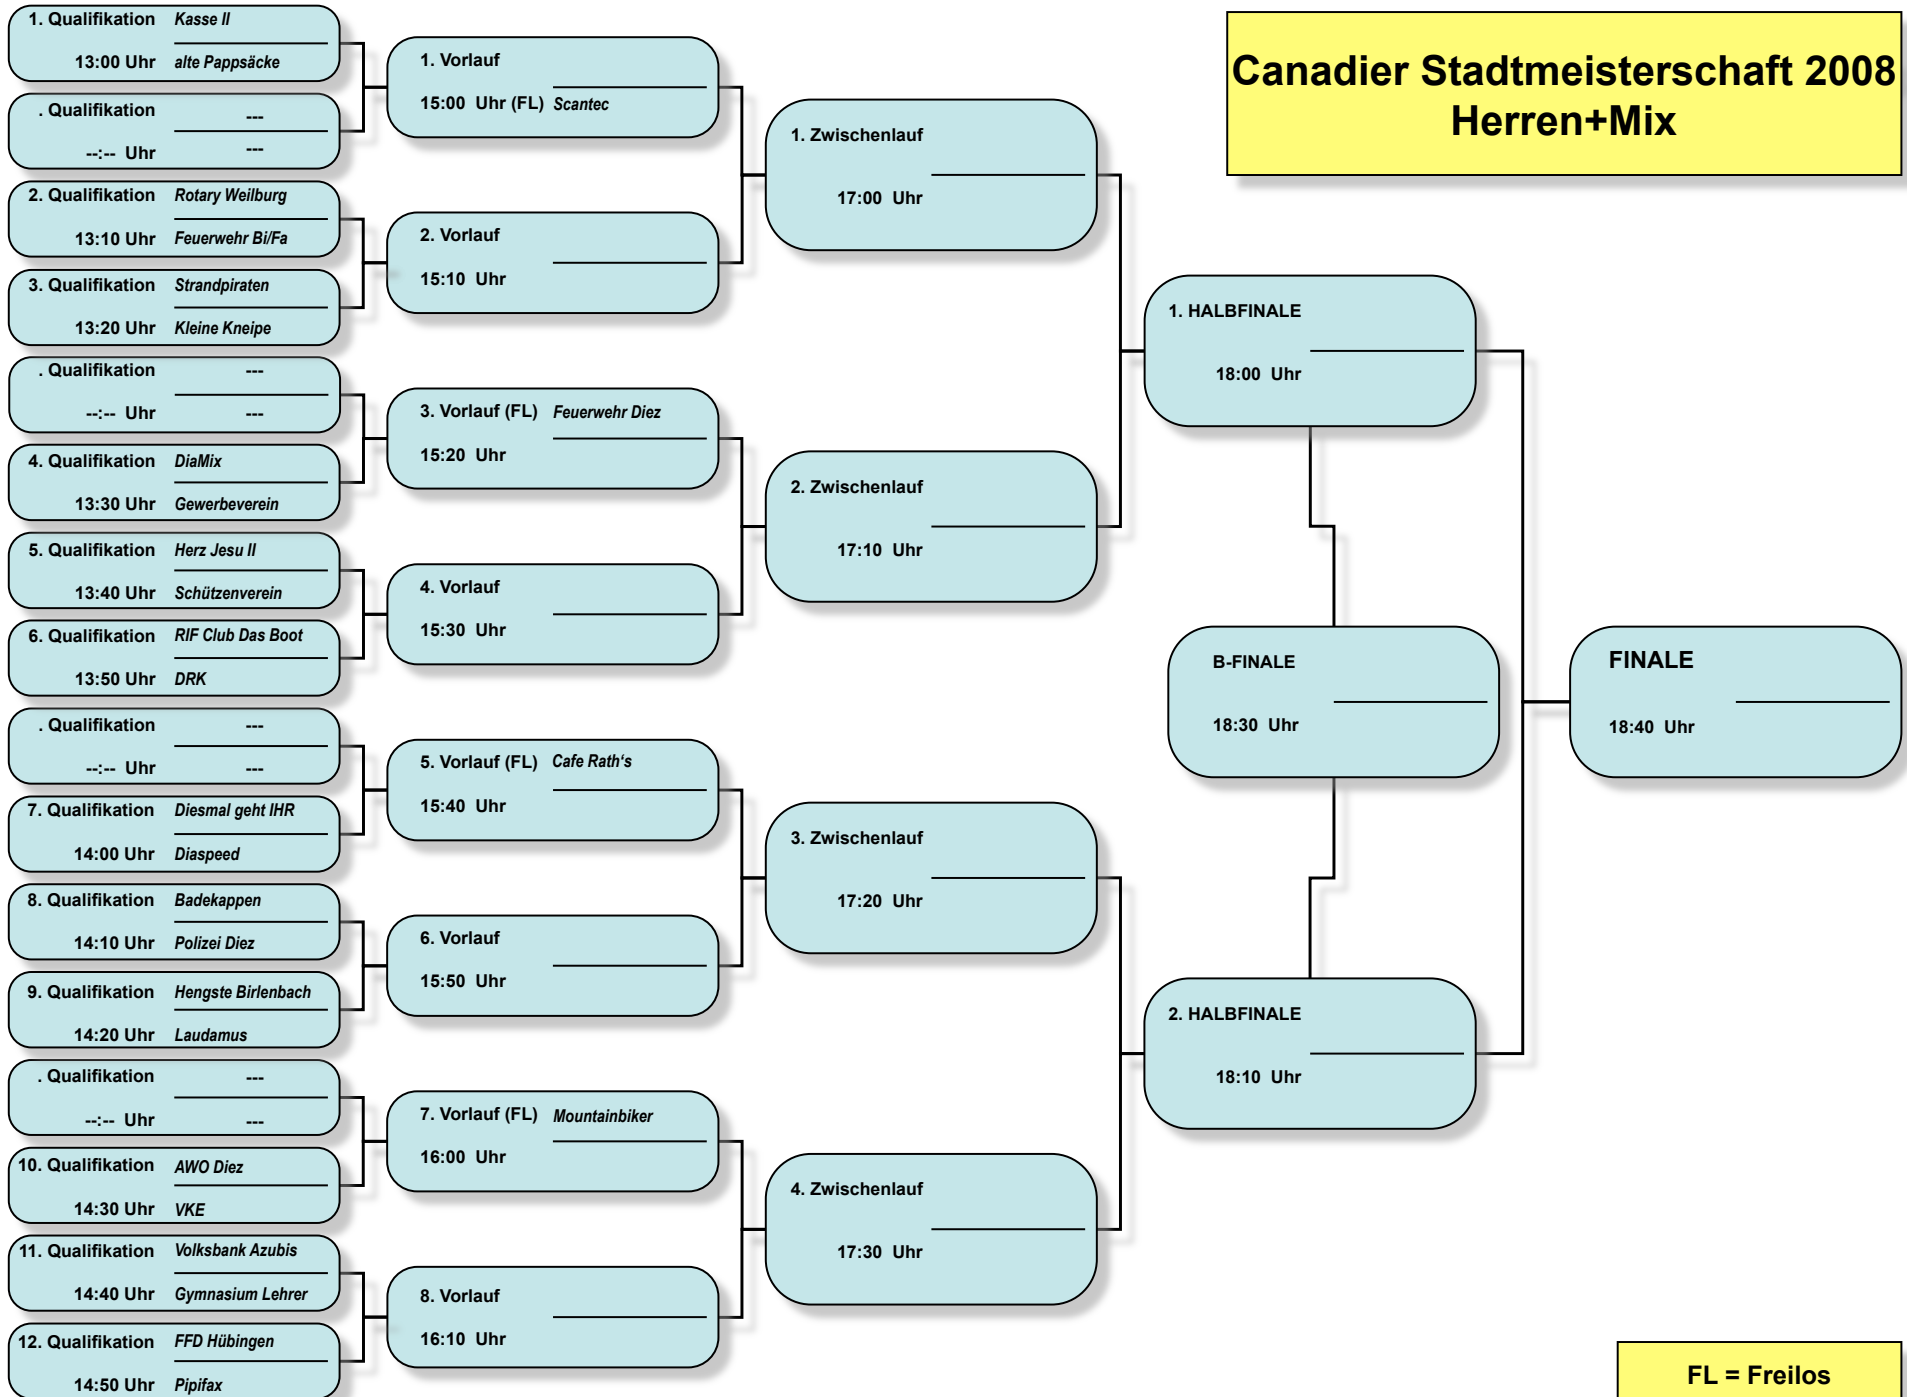 Canadier Stadtmeisterschaft 2008
Herren+Mix
1. Qualifikation Kasse II
13:00 Uhr alte Pappsäcke
. Qualifikation ---
--:-- Uhr ---
2. Qualifikation Rotary Weilburg
13:10 Uhr Feuerwehr Bi/Fa
3. Qualifikation Strandpiraten
13:20 Uhr Kleine Kneipe
. Qualifikation ---
--:-- Uhr ---
4. Qualifikation DiaMix
13:30 Uhr Gewerbeverein
5. Qualifikation Herz Jesu II
13:40 Uhr Schützenverein
6. Qualifikation RIF Club Das Boot
13:50 Uhr DRK
. Qualifikation ---
--:-- Uhr ---
7. Qualifikation Diesmal geht IHR
14:00 Uhr Diaspeed
8. Qualifikation Badekappen
14:10 Uhr Polizei Diez
9. Qualifikation Hengste Birlenbach
14:20 Uhr Laudamus
. Qualifikation ---
--:-- Uhr ---
10. Qualifikation AWO Diez
14:30 Uhr VKE
11. Qualifikation Volksbank Azubis
14:40 Uhr Gymnasium Lehrer
12. Qualifikation FFD Hübingen
14:50 Uhr Pipifax
1. Vorlauf
15:00 Uhr (FL) Scantec
2. Vorlauf
15:10 Uhr
3. Vorlauf (FL) Feuerwehr Diez
15:20 Uhr
4. Vorlauf
15:30 Uhr
5. Vorlauf (FL) Cafe Rath's
15:40 Uhr
6. Vorlauf
15:50 Uhr
7. Vorlauf (FL) Mountainbiker
16:00 Uhr
8. Vorlauf
16:10 Uhr
1. Zwischenlauf
17:00 Uhr
2. Zwischenlauf
17:10 Uhr
3. Zwischenlauf
17:20 Uhr
4. Zwischenlauf
17:30 Uhr
1. HALBFINALE
18:00 Uhr
B-FINALE
18:30 Uhr
2. HALBFINALE
18:10 Uhr
FINALE
18:40 Uhr
FL = Freilos